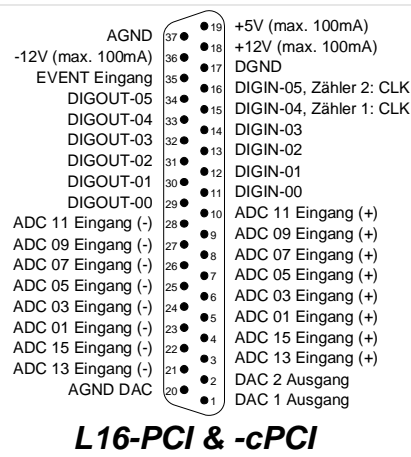 AGND 37
-12V (max. 100mA) 36
EVENT Eingang 35
DIGOUT-05 34
DIGOUT-04 33
DIGOUT-03 32
DIGOUT-02 31
DIGOUT-01 30
DIGOUT-00 29
ADC 11 Eingang (-) 28
ADC 09 Eingang (-) 27
ADC 07 Eingang (-) 26
ADC 05 Eingang (-) 25
ADC 03 Eingang (-) 24
ADC 01 Eingang (-) 23
ADC 15 Eingang (-) 22
ADC 13 Eingang (-) 21
AGND DAC 20
19 +5V (max. 100mA)
18 +12V (max. 100mA)
17 DGND
16 DIGIN-05, Zähler 2: CLK
15 DIGIN-04, Zähler 1: CLK
14 DIGIN-03
13 DIGIN-02
12 DIGIN-01
11 DIGIN-00
10 ADC 11 Eingang (+)
9 ADC 09 Eingang (+)
8 ADC 07 Eingang (+)
7 ADC 05 Eingang (+)
6 ADC 03 Eingang (+)
5 ADC 01 Eingang (+)
4 ADC 15 Eingang (+)
3 ADC 13 Eingang (+)
2 DAC 2 Ausgang
1 DAC 1 Ausgang
L16-PCI & -cPCI